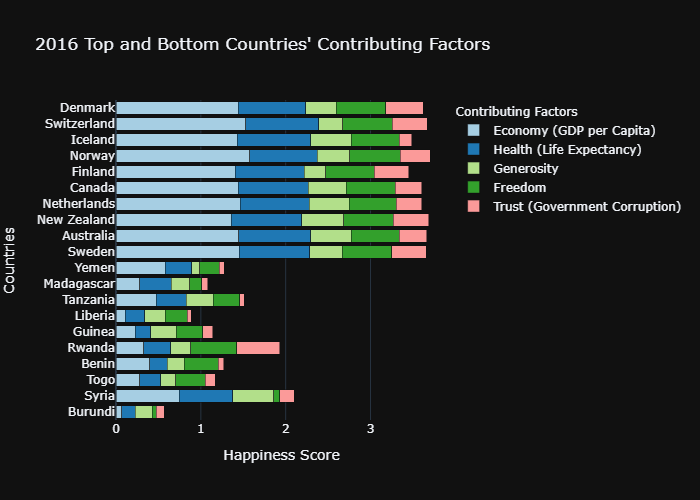 2016 Top and Bottom Countries' Contributing Factors
Contributing Factors
Economy (GDP per Capita)
Health (Life Expectancy)
Generosity
Freedom
Trust (Government Corruption)
Countries
Denmark
Switzerland
Iceland
Norway
Finland
Canada
Netherlands
New Zealand
Australia
Sweden
Yemen
Madagascar
Tanzania
Liberia
Guinea
Rwanda
Benin
Togo
Syria
Burundi
0 1 2 3
Happiness Score